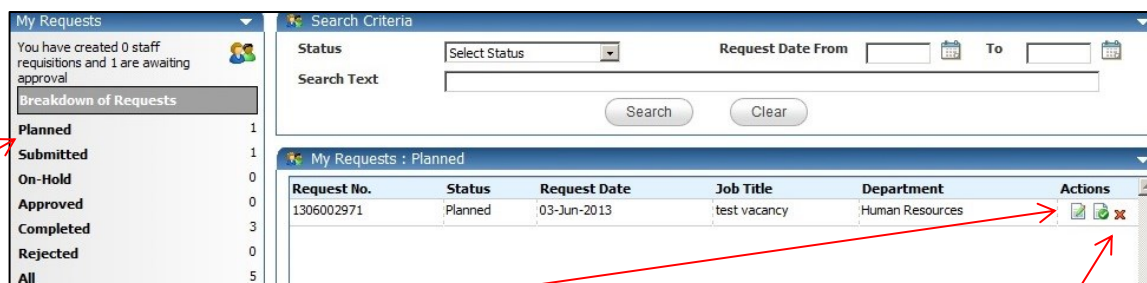 My Requests
You have created 0 staff
requisitions and 1 are awaiting
approval
Breakdown of Requests
Planned 1
Submitted 1
On-Hold 0
Approved 0
Completed 3
Rejected 0
All 5
Search Criteria
Status Select Status Request Date From To
Search Text
Search Clear
My Requests : Planned
Request No. Status Request Date Job Title Department Actions
1306002971 Planned 03-Jun-2013 test vacancy Human Resources